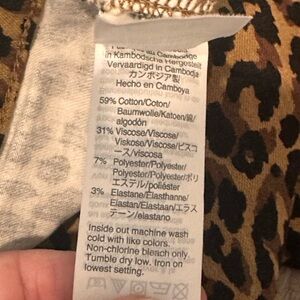 in Kambodscha Hergestellt
Vervaardigd in Cambodja
カンボジア製
Hecho en Camboya
59% Cotton/Coton/
Baumwolle/Katoen/綿/
algodón
31% Viscose/Viscose/
Viskose/Viscose/ビスコ
ース/viscosa
7% Polyester/Polyester/
Polyester/Polyester/ポリ
エステル/poliéster
3% Elastane/Élasthanne/
Elastan/Elastaan/エラス
テーン/elastano
Inside out machine wash
cold with like colors.
Non-chlorine bleach only
Tumble dry low. Iron on
lowest setting.